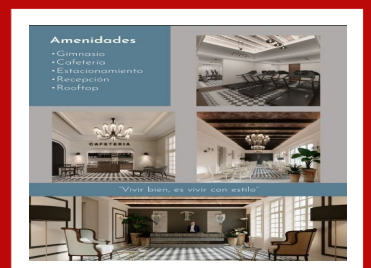 Amenidades
•Gimnasio
•Cafetería
•Estacionamiento
•Recepción
•Rooftop
CAFETERIA
"Vivir bien, es vivir con estilo"